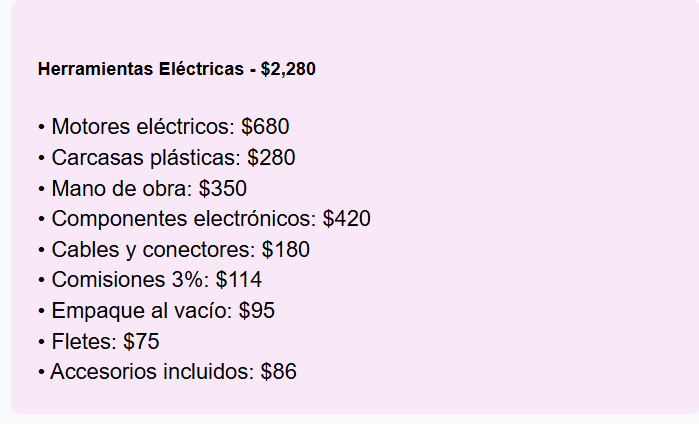 Herramientas Eléctricas - $2,280
• Motores eléctricos: $680
• Carcasas plásticas: $280
• Mano de obra: $350
• Componentes electrónicos: $420
• Cables y conectores: $180
• Comisiones 3%: $114
• Empaque al vacío: $95
• Fletes: $75
• Accesorios incluidos: $86